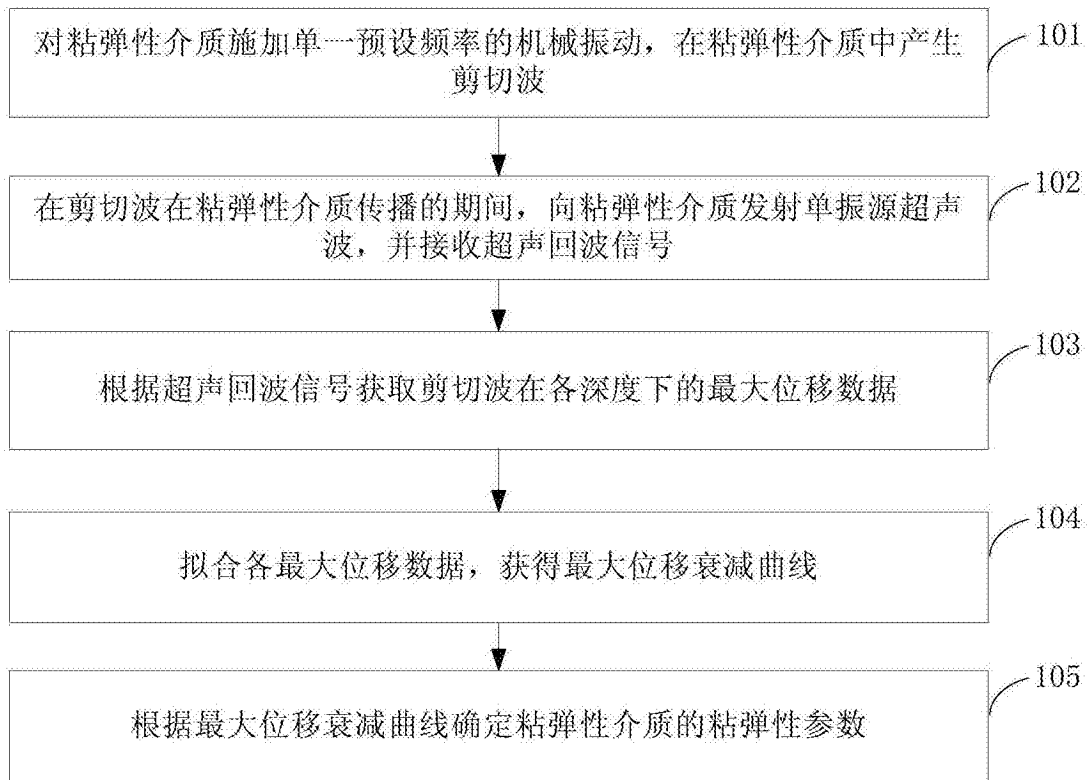 对粘弹性介质施加单一预设频率的机械振动，在粘弹性介质中产生
剪切波
101
在剪切波在粘弹性介质传播的期间，向粘弹性介质发射单振源超声
波，并接收超声回波信号
102
根据超声回波信号获取剪切波在各深度下的最大位移数据
103
拟合各最大位移数据，获得最大位移衰减曲线
104
根据最大位移衰减曲线确定粘弹性介质的粘弹性参数
105